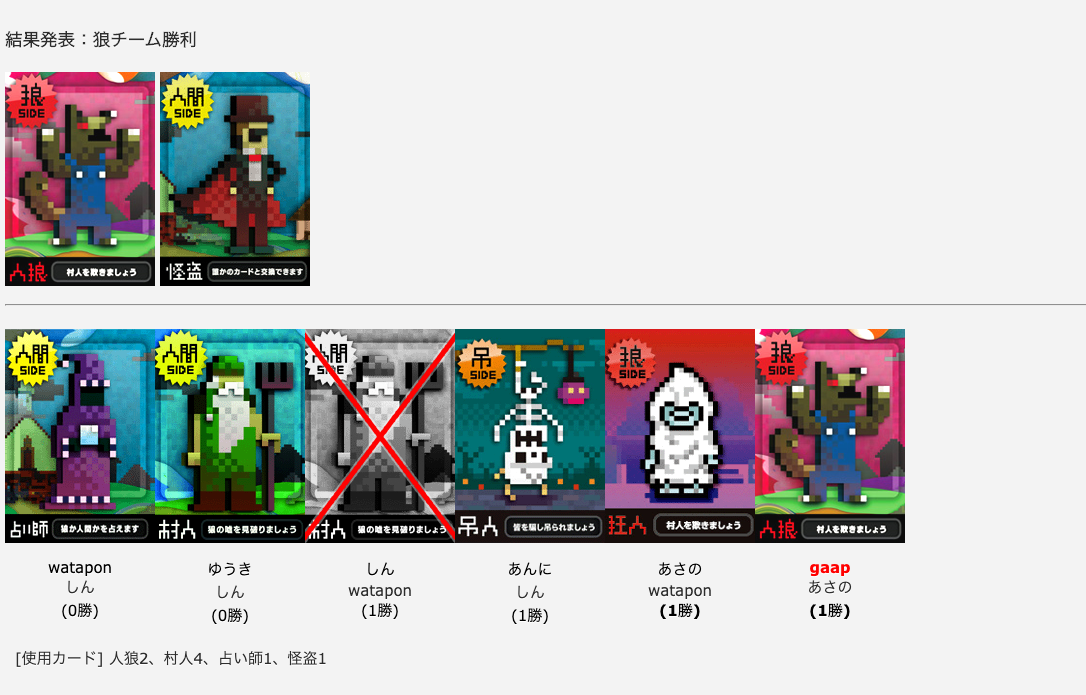 結果発表：狼チーム勝利
狼 SIDE
人狼 村人を欺きましょう
人間 SIDE
怪盗 誰かのカードと交換できます
人間 SIDE
占い師 狼か人間かを占えます
人間 SIDE
村人 狼の嘘を見破りましょう
人間 SIDE
村人 狼の嘘を見破りましょう
吊 SIDE
吊人 皆を騙し吊られましょう
狼 SIDE
狂人 村人を欺きましょう
狼 SIDE
人狼 村人を欺きましょう
watapon
しん
(0勝)
ゆうき
しん
(0勝)
しん
watapon
(1勝)
あんに
しん
(1勝)
あさの
watapon
(1勝)
gaap
あさの
(1勝)
[使用カード] 人狼2、村人4、占い師1、怪盗1